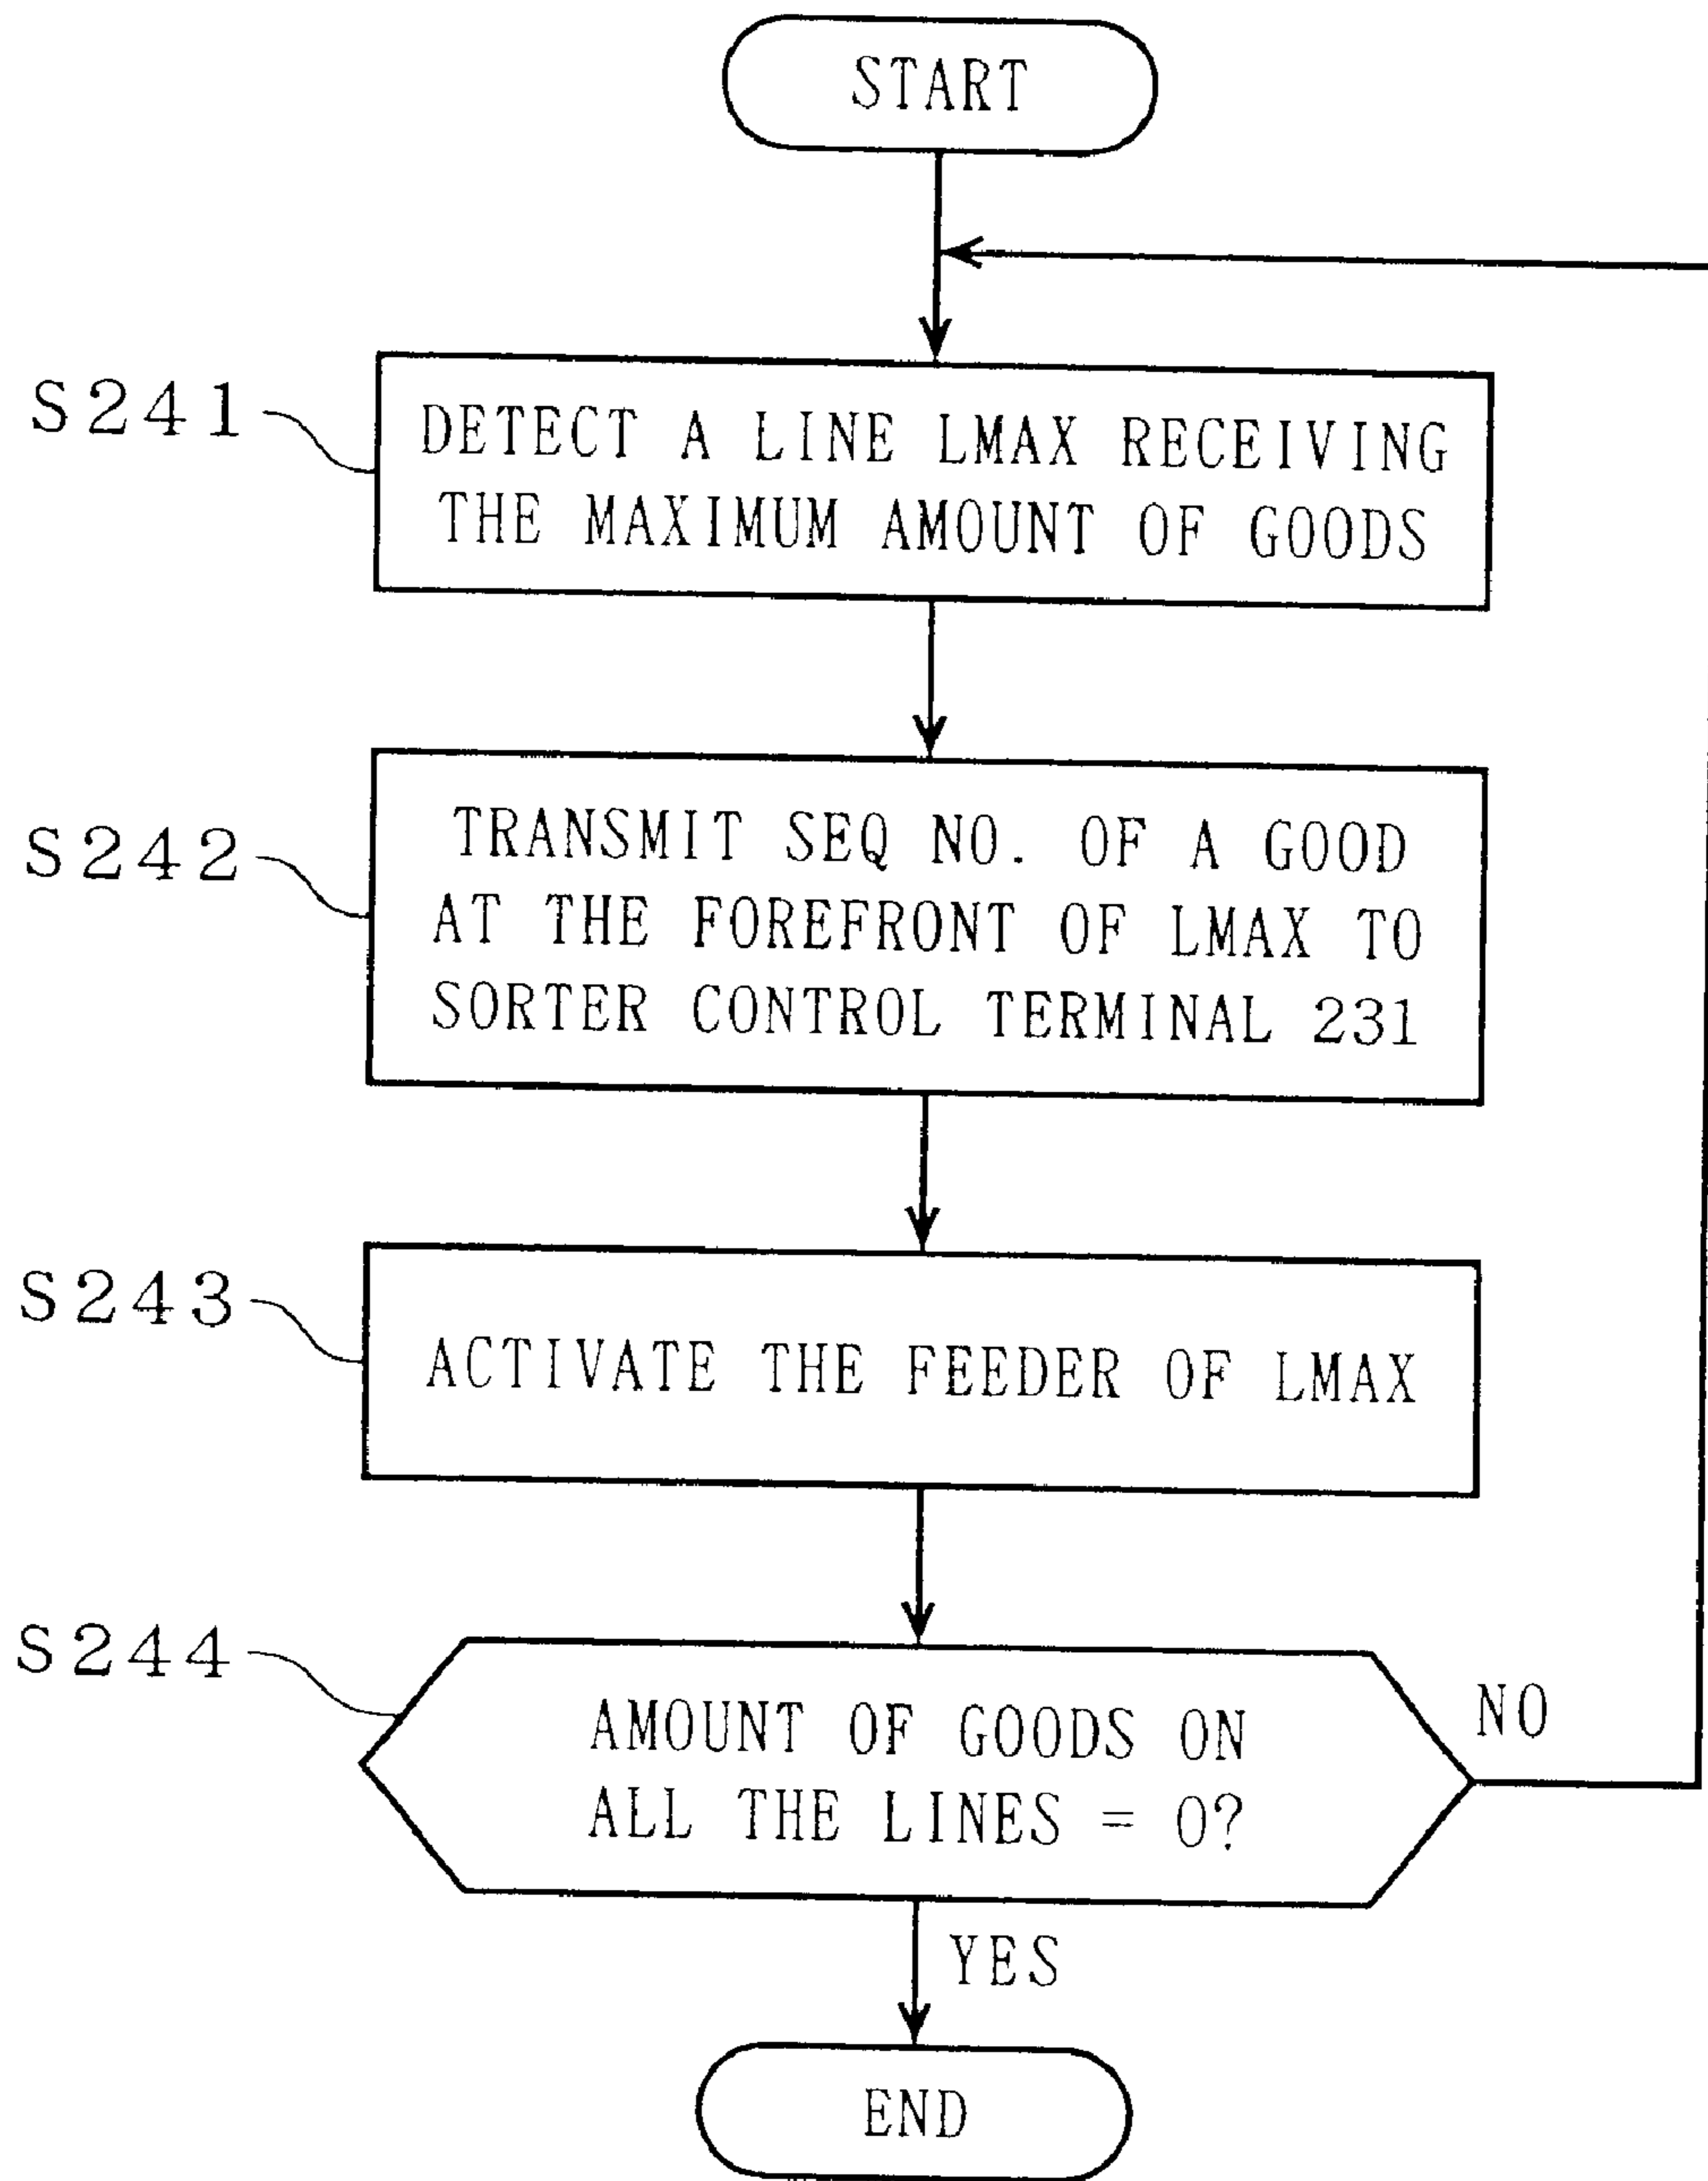 START
S241
DETECT A LINE LMAX RECEIVING
THE MAXIMUM AMOUNT OF GOODS
S242
TRANSMIT SEQ NO. OF A GOOD
AT THE FOREFRONT OF LMAX TO
SORTER CONTROL TERMINAL 231
S243
ACTIVATE THE FEEDER OF LMAX
S244
AMOUNT OF GOODS ON
ALL THE LINES = 0?
NO
YES
END